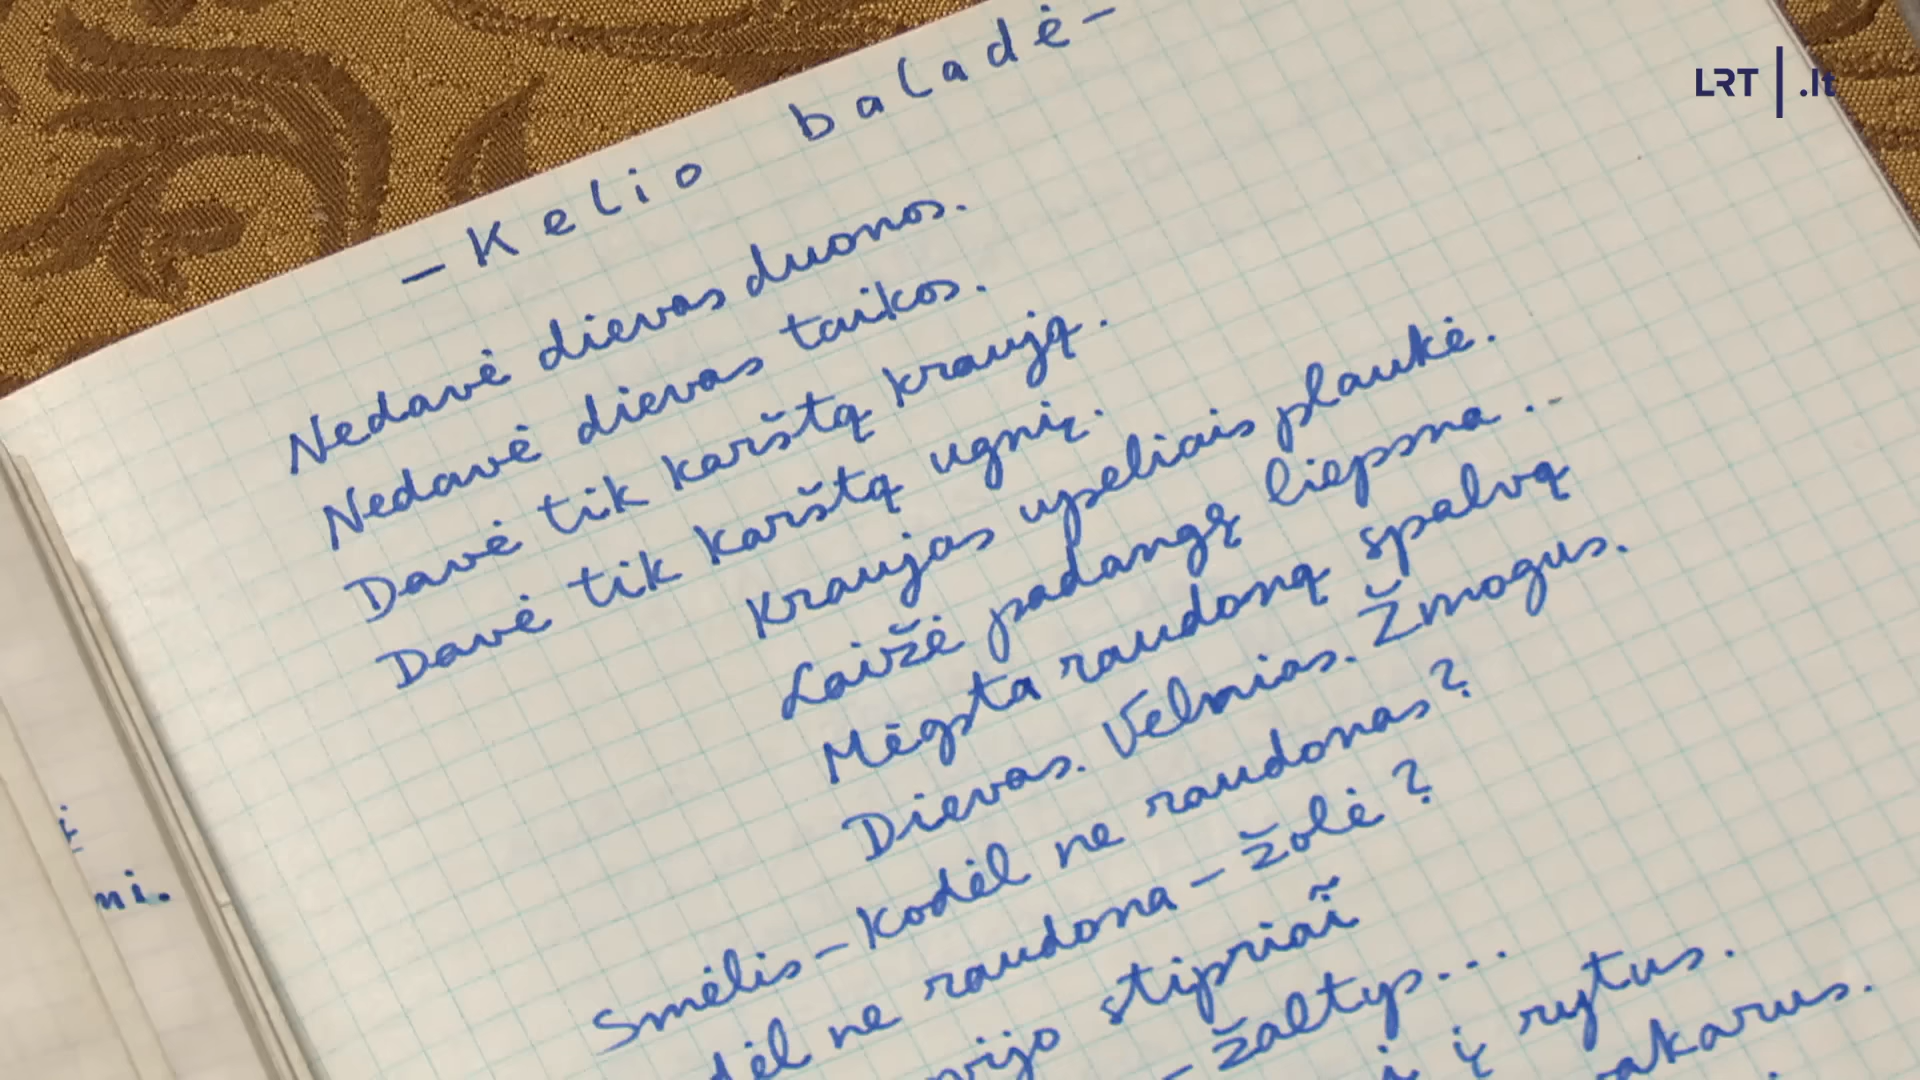 LRT | .lt
- Kelio baladė -
Nedavė dievas duonos.
Nedavė dievas taikos.
Davė tik karštą kraują.
Davė tik karštą ugnį.
Kraujas upeliais plaukė.
Laižė padangę liepsna...
Mėgsta raudoną spalvą
Dievas. Velnias. Žmogus.
Smėlis – kodėl ne raudonas?
ne raudona – žolė?
stipriai
– žaltys...
į rytus.
vakarus.
ni.